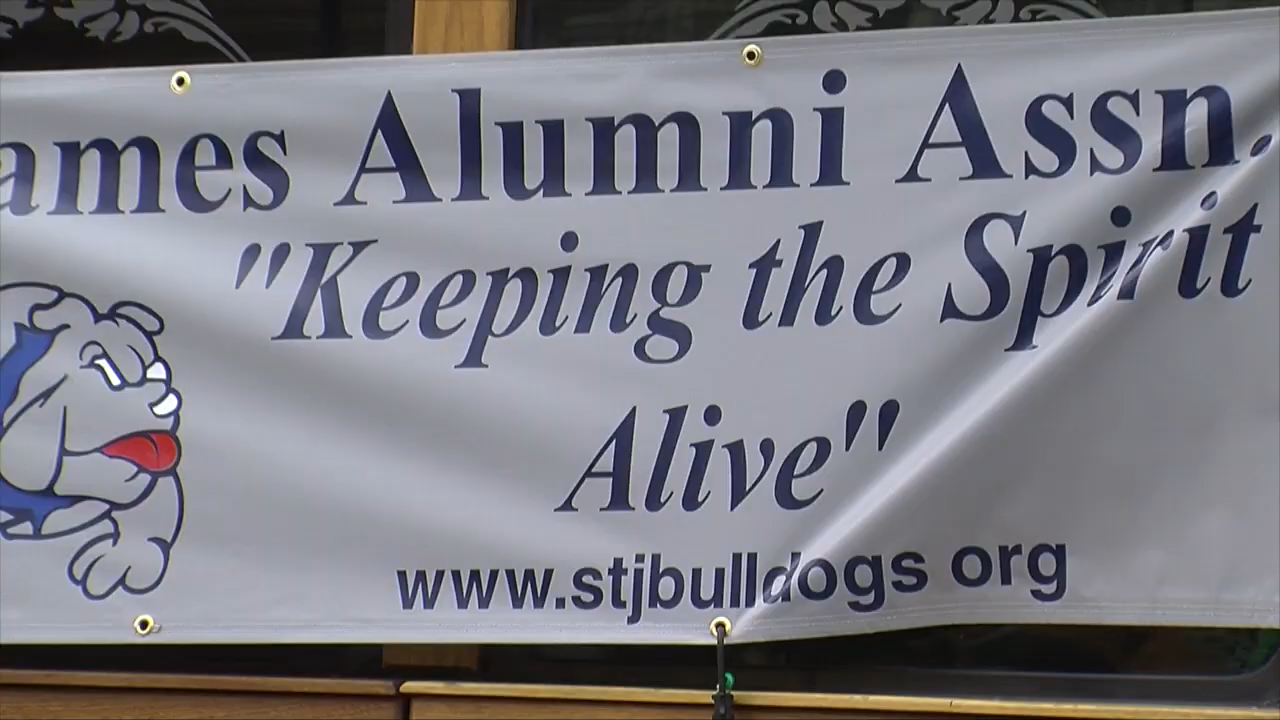 ames Alumni Assn.
"Keeping the Spirit
Alive"
www.stjbulldogs org